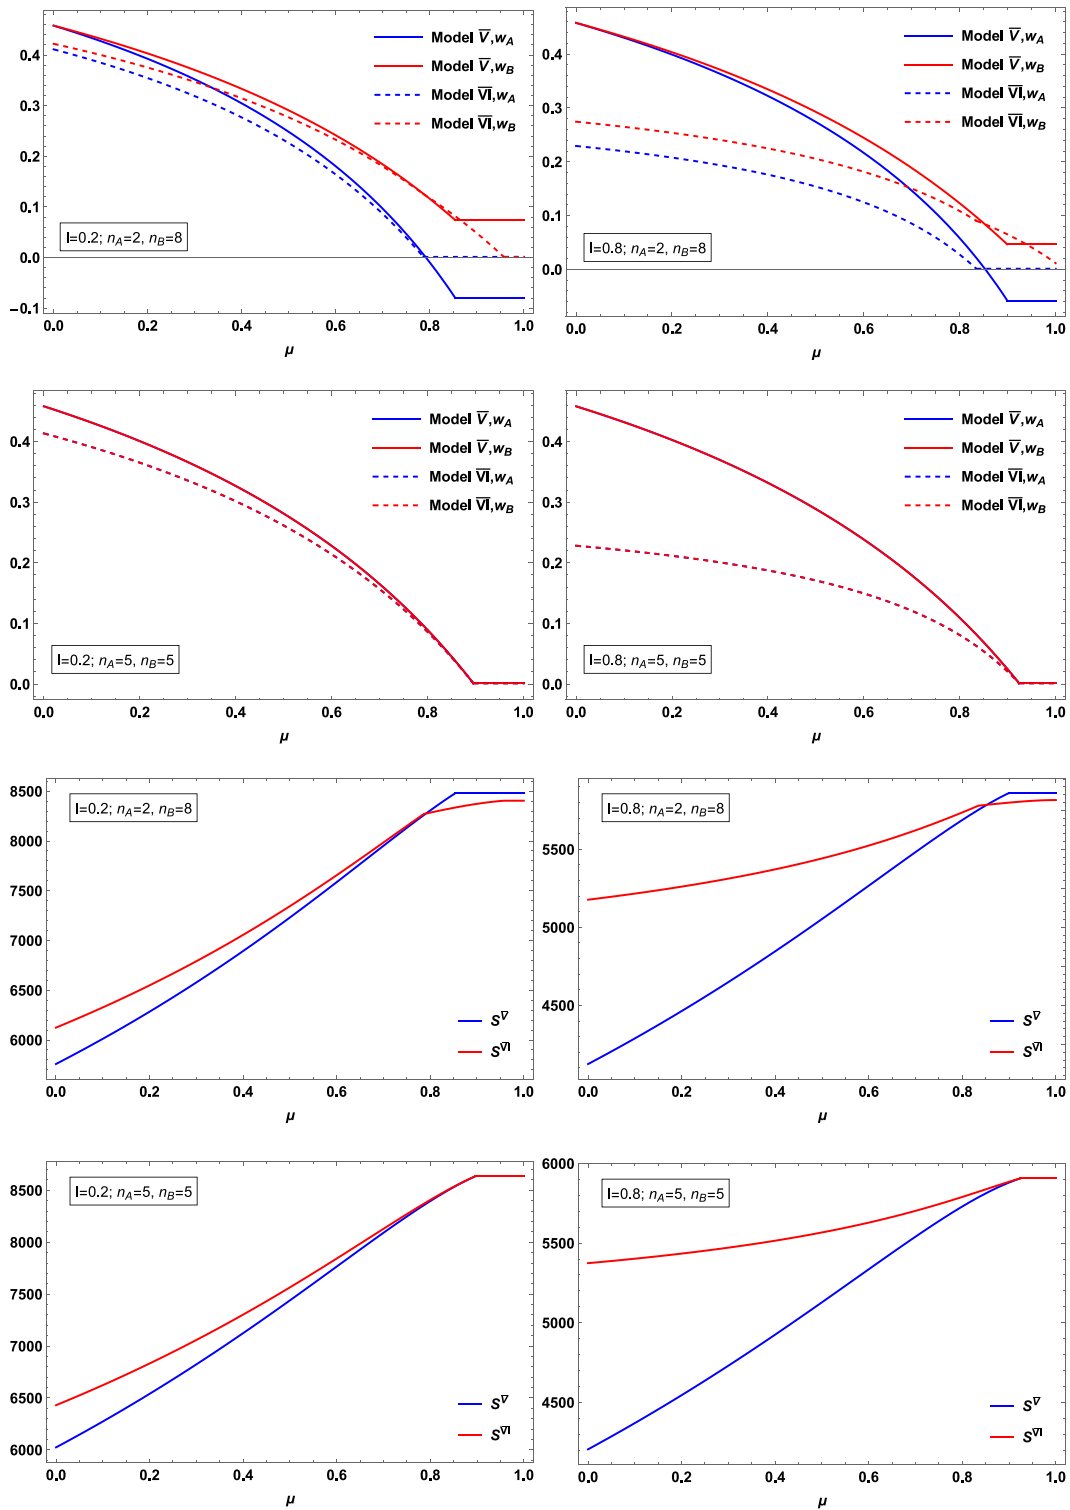 0.4
0.3
0.2
0.1
0.0
−0.1
0.0 0.2 0.4 0.6 0.8 1.0
μ
Model V̅,w_A
Model V̅,w_B
Model V̅I̅,w_A
Model V̅I̅,w_B
I=0.2; n_A=2, n_B=8
0.4
0.3
0.2
0.1
0.0
0.0 0.2 0.4 0.6 0.8 1.0
μ
Model V̅,w_A
Model V̅,w_B
Model V̅I̅,w_A
Model V̅I̅,w_B
I=0.8; n_A=2, n_B=8
0.4
0.3
0.2
0.1
0.0
0.0 0.2 0.4 0.6 0.8 1.0
μ
Model V̅,w_A
Model V̅,w_B
Model V̅I̅,w_A
Model V̅I̅,w_B
I=0.2; n_A=5, n_B=5
0.4
0.3
0.2
0.1
0.0
0.0 0.2 0.4 0.6 0.8 1.0
μ
Model V̅,w_A
Model V̅,w_B
Model V̅I̅,w_A
Model V̅I̅,w_B
I=0.8; n_A=5, n_B=5
8500
8000
7500
7000
6500
6000
0.0 0.2 0.4 0.6 0.8 1.0
μ
I=0.2; n_A=2, n_B=8
S^V̅
S^V̅I̅
5500
5000
4500
0.0 0.2 0.4 0.6 0.8 1.0
μ
I=0.8; n_A=2, n_B=8
S^V̅
S^V̅I̅
8500
8000
7500
7000
6500
6000
0.0 0.2 0.4 0.6 0.8 1.0
μ
I=0.2; n_A=5, n_B=5
S^V̅
S^V̅I̅
6000
5500
5000
4500
0.0 0.2 0.4 0.6 0.8 1.0
μ
I=0.8; n_A=5, n_B=5
S^V̅
S^V̅I̅